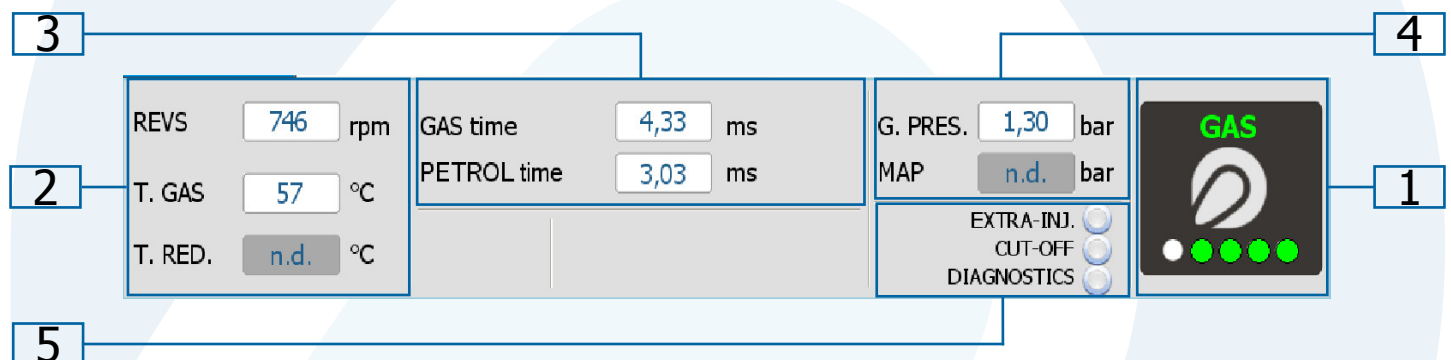 3
4
REVS 746 rpm
GAS time 4,33 ms
G. PRES. 1,30 bar
GAS
PETROL time 3,03 ms
MAP n.d. bar
2
T. GAS 57 °C
1
EXTRA-INJ.
T. RED. n.d. °C
CUT-OFF
DIAGNOSTICS
5